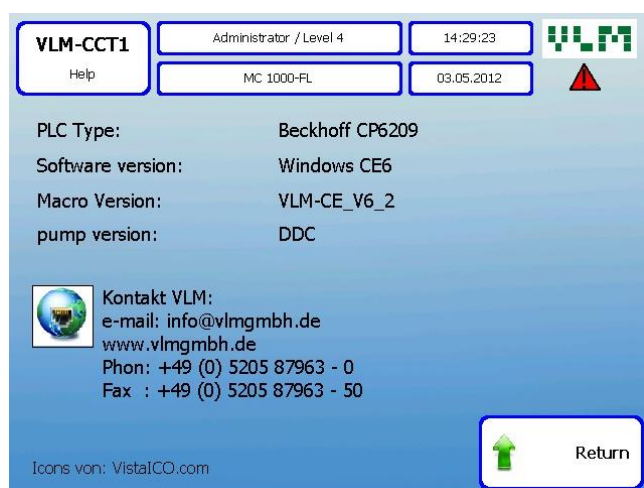 VLM-CCT1
Help
Administrator / Level 4
14:29:23
MC 1000-FL
03.05.2012
VLM
PLC Type: Beckhoff CP6209
Software version: Windows CE6
Macro Version: VLM-CE_V6_2
pump version: DDC
Kontakt VLM:
e-mail: info@vlmgmbh.de
www.vlmgmbh.de
Phon: +49 (0) 5205 87963 - 0
Fax : +49 (0) 5205 87963 - 50
Icons von: VistaICO.com
Return